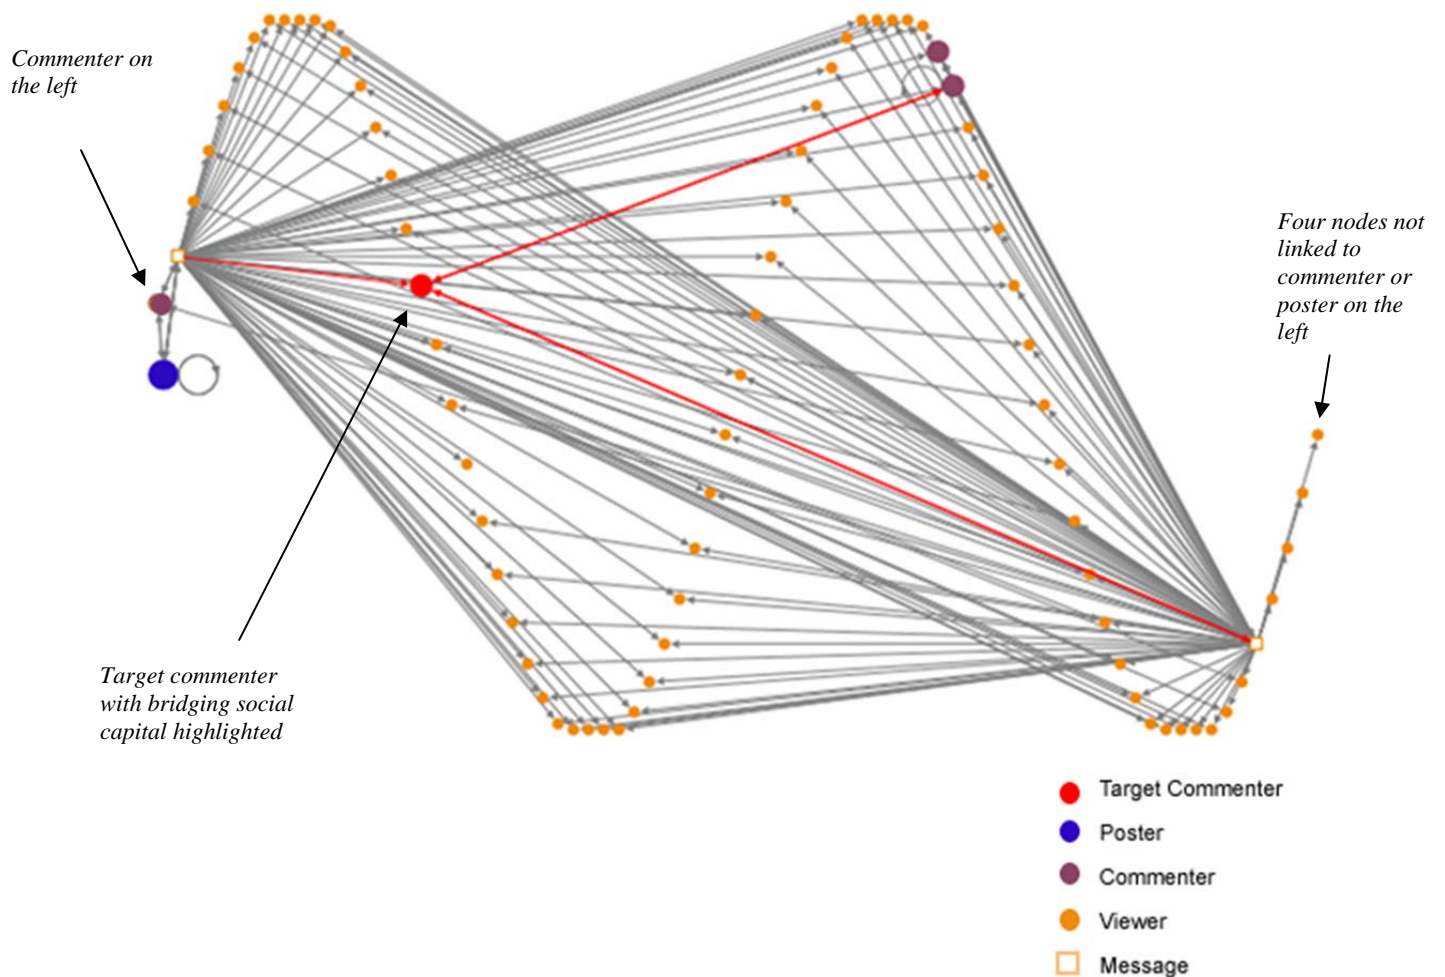 Commenter on
the left
Four nodes not
linked to
commenter or
poster on the
left
Target commenter
with bridging social
capital highlighted
Target Commenter
Poster
Commenter
Viewer
Message